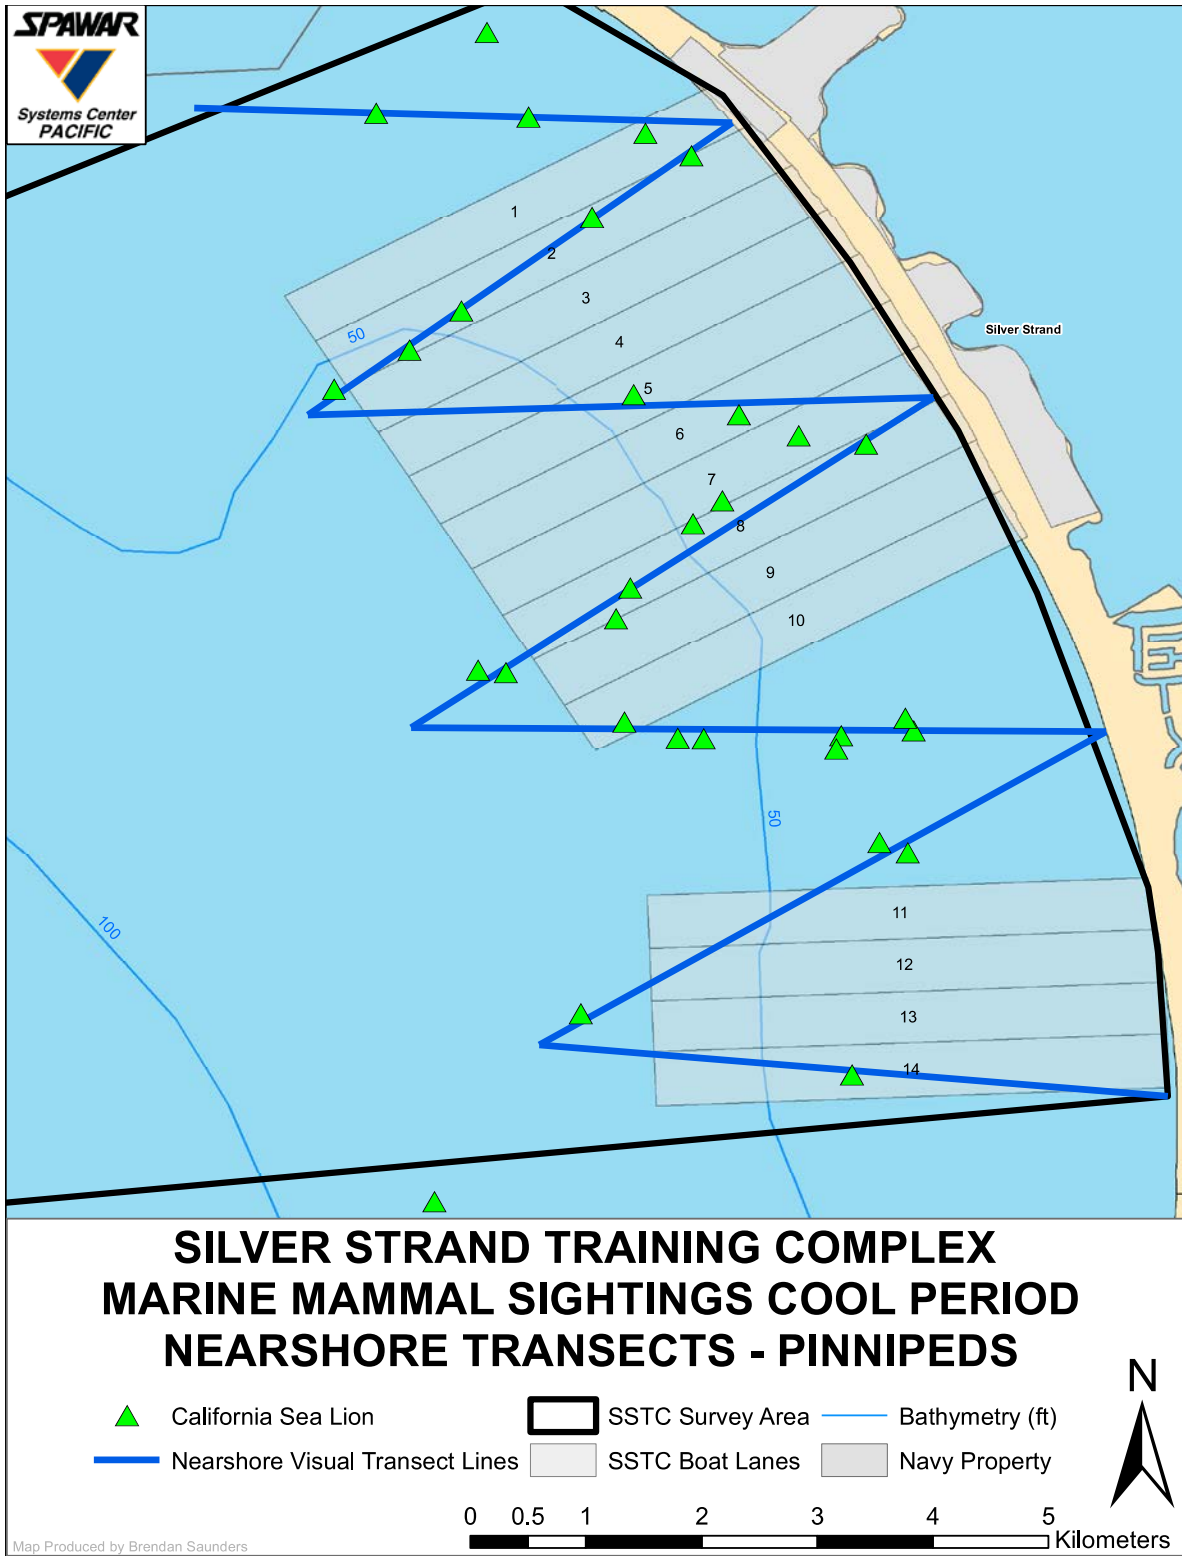 SPAWAR
Systems Center
PACIFIC
1
2
3
50
Silver Strand
4
5
6
7
8
9
10
50
11
100
12
13
14
SILVER STRAND TRAINING COMPLEX
MARINE MAMMAL SIGHTINGS COOL PERIOD
NEARSHORE TRANSECTS - PINNIPEDS
N
California Sea Lion
SSTC Survey Area
Bathymetry (ft)
Nearshore Visual Transect Lines
SSTC Boat Lanes
Navy Property
0 0.5 1 2 3 4 5
Kilometers
Map Produced by Brendan Saunders